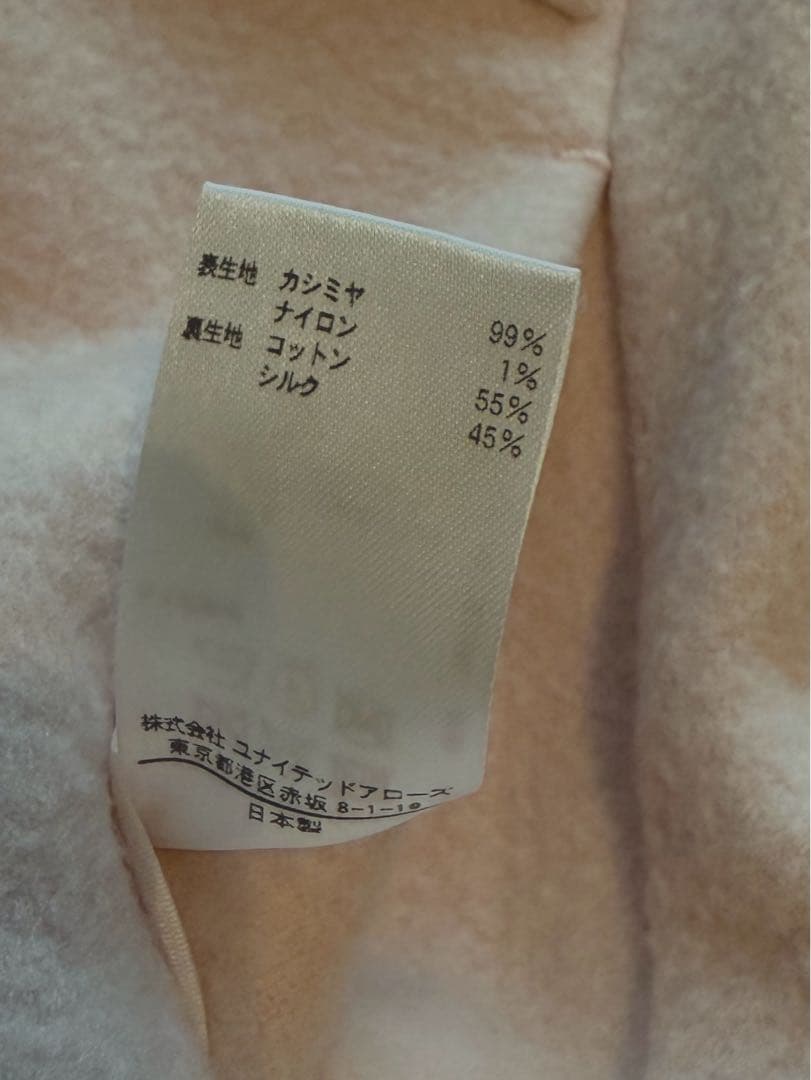 表生地 カシミヤ 99%
ナイロン 1%
裏生地 コットン 55%
シルク 45%
株式会社 ユナイテッドアローズ
東京都港区赤坂 8-1-19
日本製